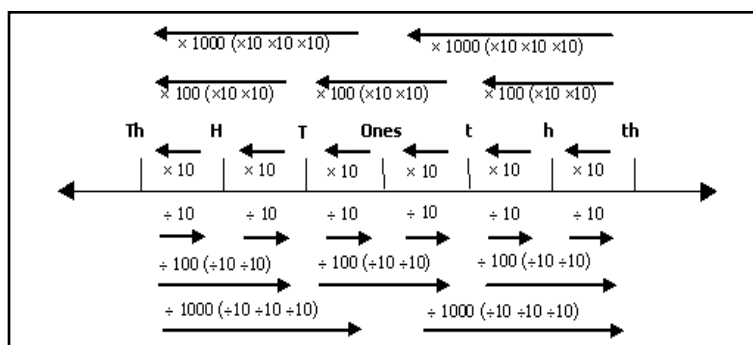 × 1000 (×10 ×10 ×10) × 1000 (×10 ×10 ×10)
× 100 (×10 ×10) ×100 (×10 ×10) ×100 (×10 ×10)
Th H T Ones t h th
× 10 × 10 × 10 × 10 × 10 × 10
÷ 10 ÷ 10 ÷ 10 ÷ 10 ÷ 10 ÷ 10
÷ 100 (÷10 ÷10) ÷100 (÷10 ÷10) ÷100 (÷10 ÷10)
÷ 1000 (÷10 ÷10 ÷10) ÷1000 (÷10 ÷10 ÷10)